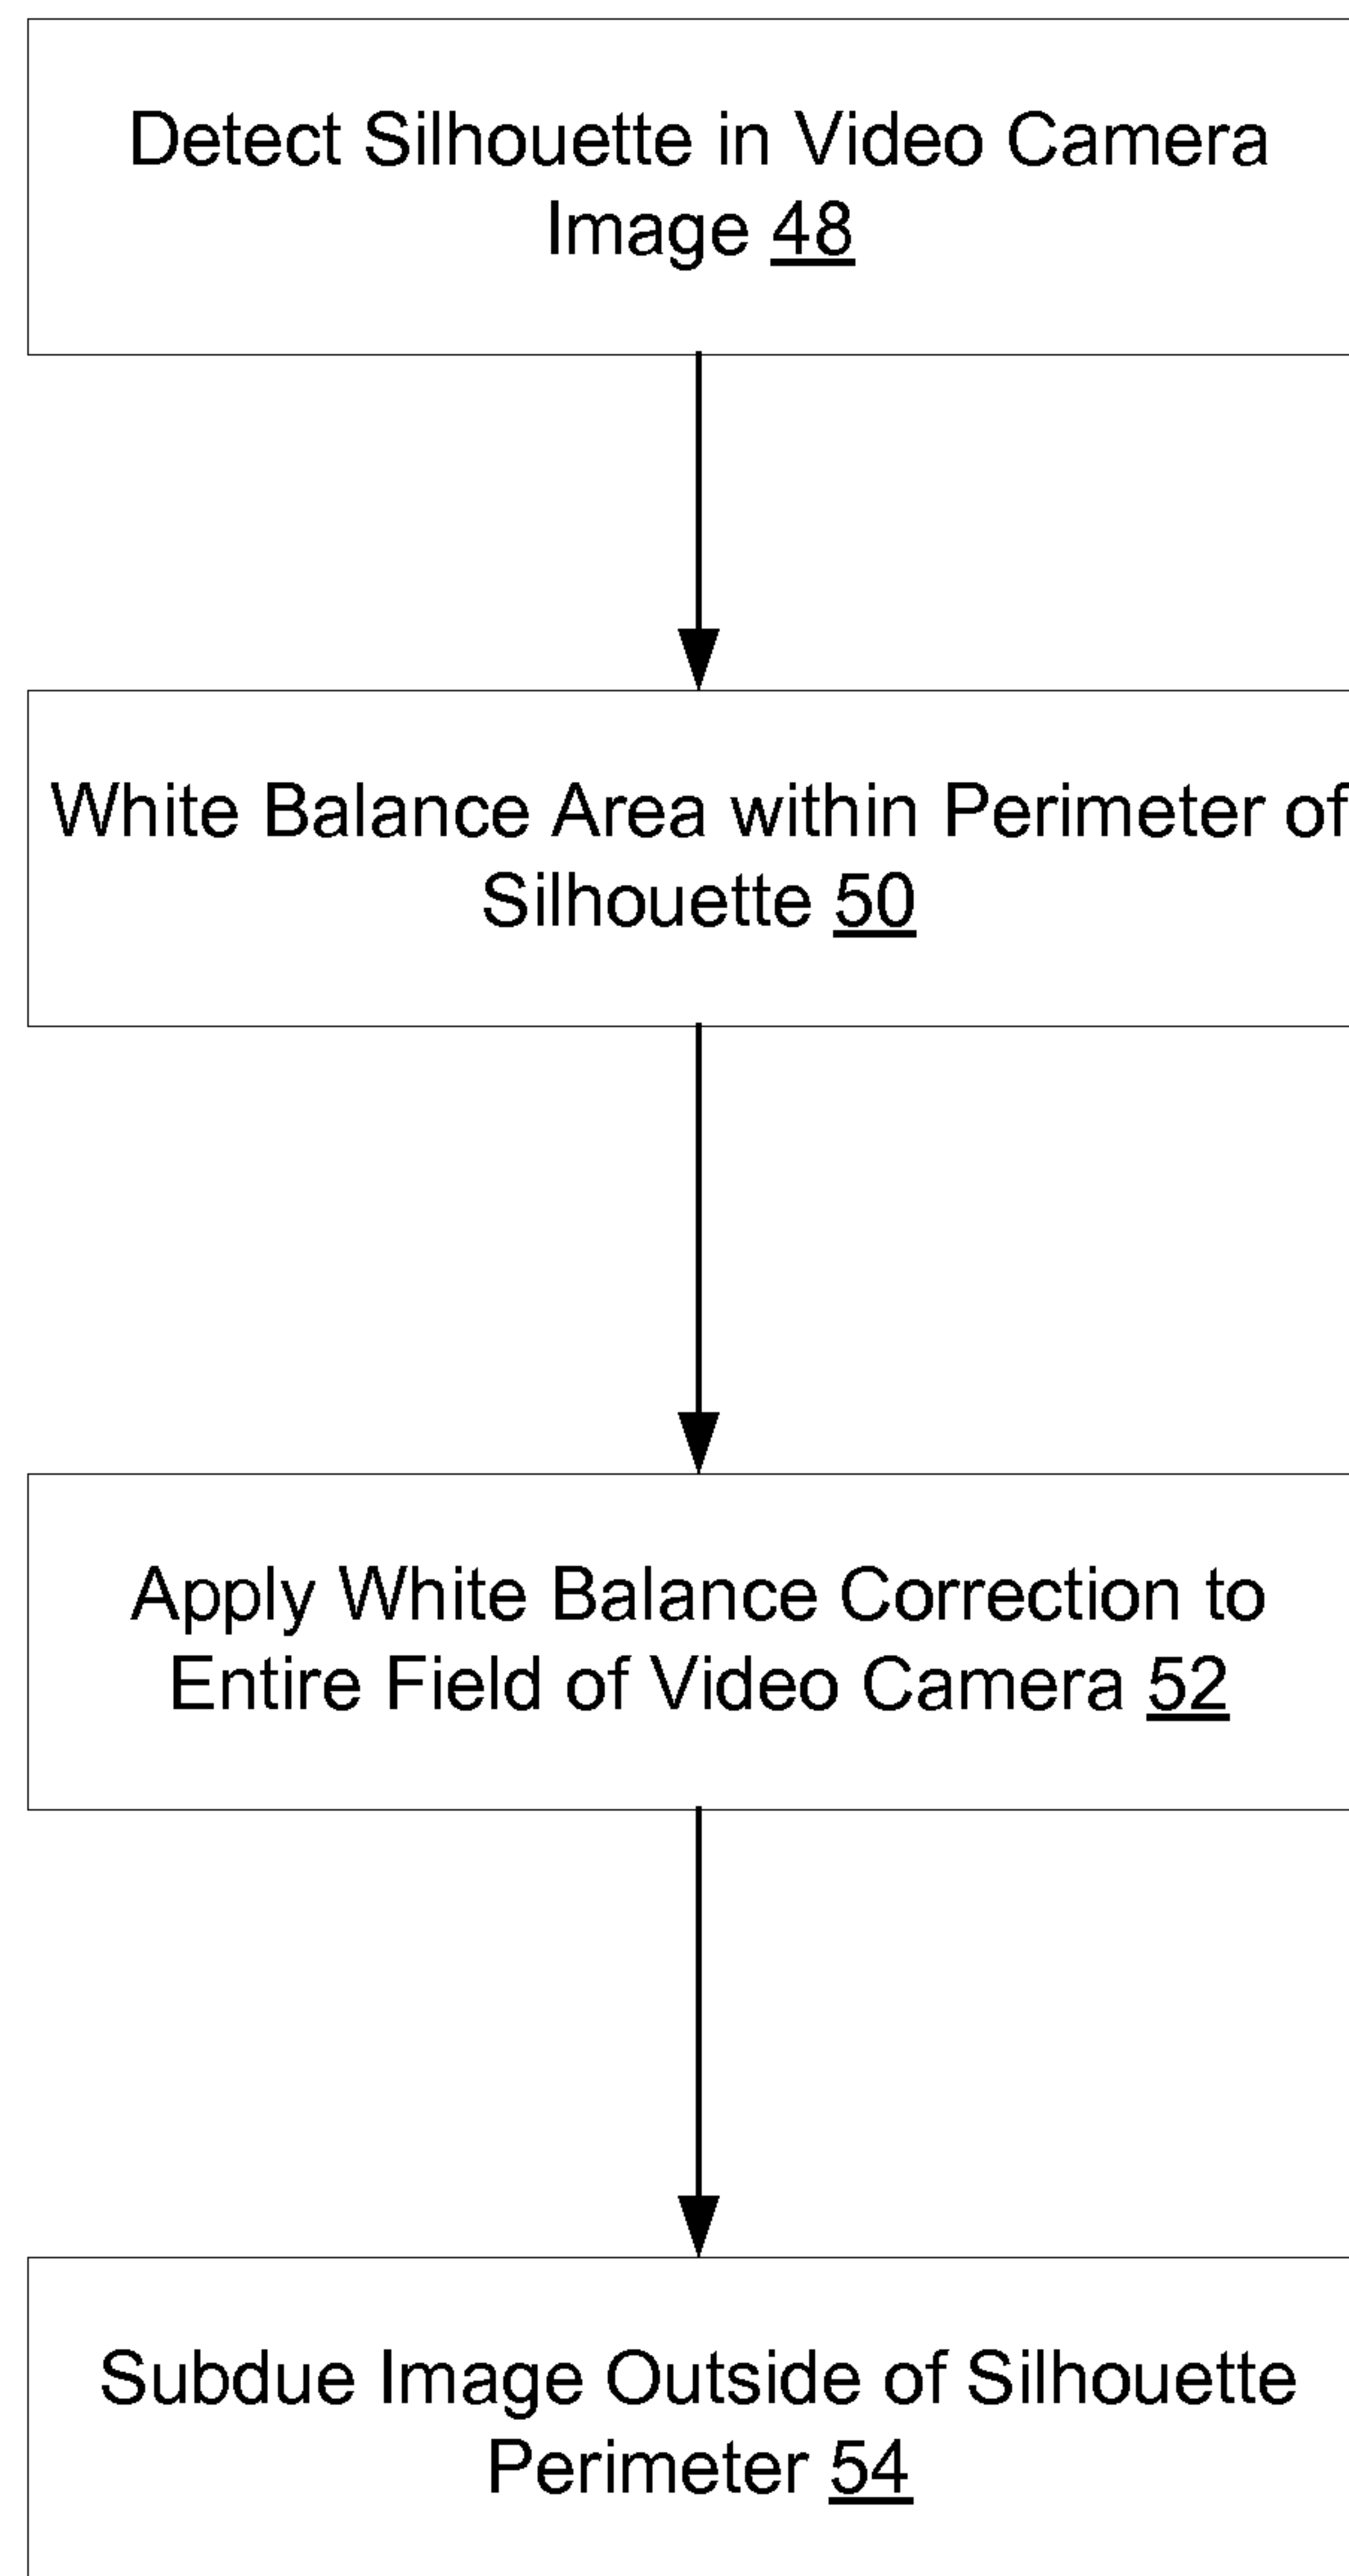 Detect Silhouette in Video Camera
Image 48
White Balance Area within Perimeter of
Silhouette 50
Apply White Balance Correction to
Entire Field of Video Camera 52
Subdue Image Outside of Silhouette
Perimeter 54